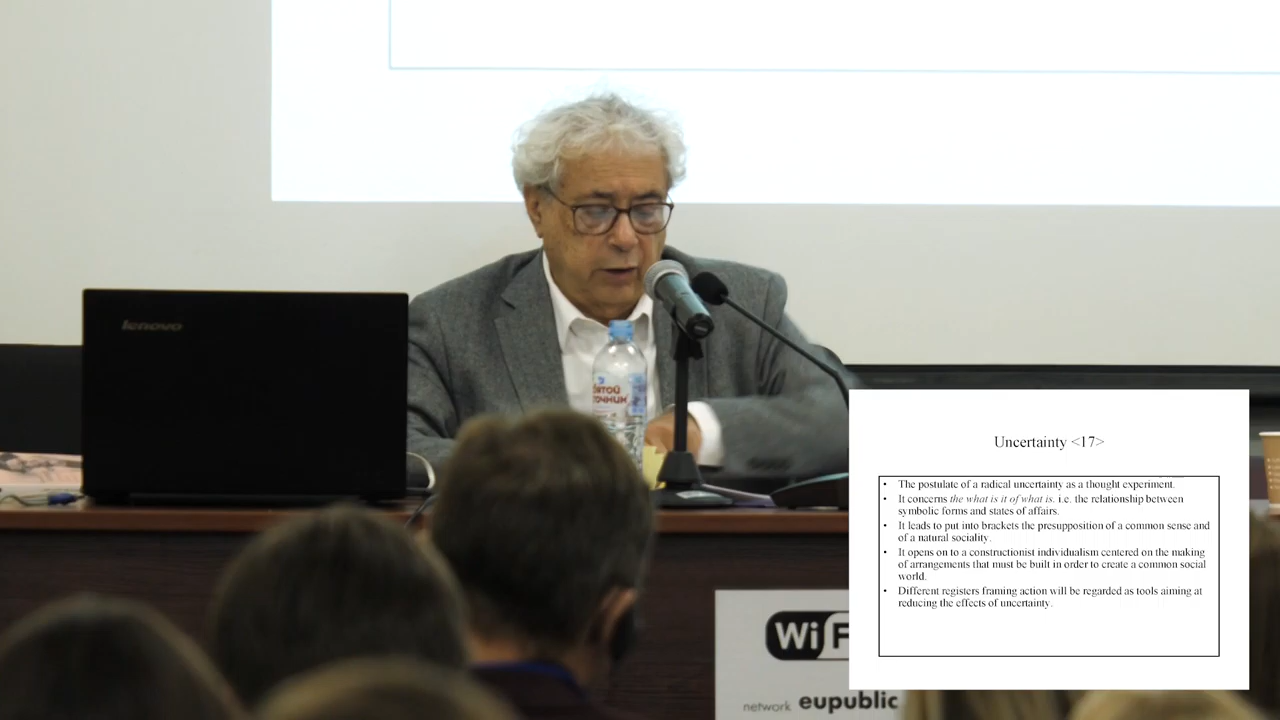 lenovo
Uncertainty <17>
• The postulate of a radical uncertainty as a thought experiment.
• It concerns the what is it of what is. i.e. the relationship between
symbolic forms and states of affairs.
• It leads to put into brackets the presupposition of a common sense and
of a natural sociality.
• It opens on to a constructionist individualism centered on the making
of arrangements that must be built in order to create a common social
world.
• Different registers framing action will be regarded as tools aiming at
reducing the effects of uncertainty.
WiF
network eupublic